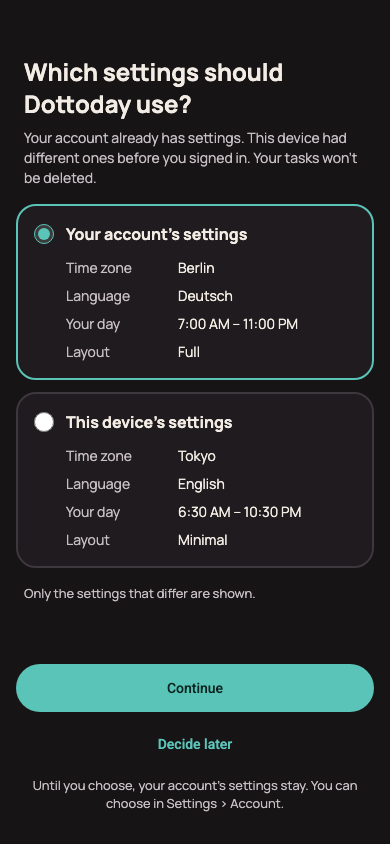 Which settings should
Dottoday use?
Your account already has settings. This device had
different ones before you signed in. Your tasks won't
be deleted.
Your account's settings
Time zone Berlin
Language Deutsch
Your day 7:00 AM – 11:00 PM
Layout Full
This device's settings
Time zone Tokyo
Language English
Your day 6:30 AM – 10:30 PM
Layout Minimal
Only the settings that differ are shown.
Continue
Decide later
Until you choose, your account's settings stay. You can
choose in Settings > Account.